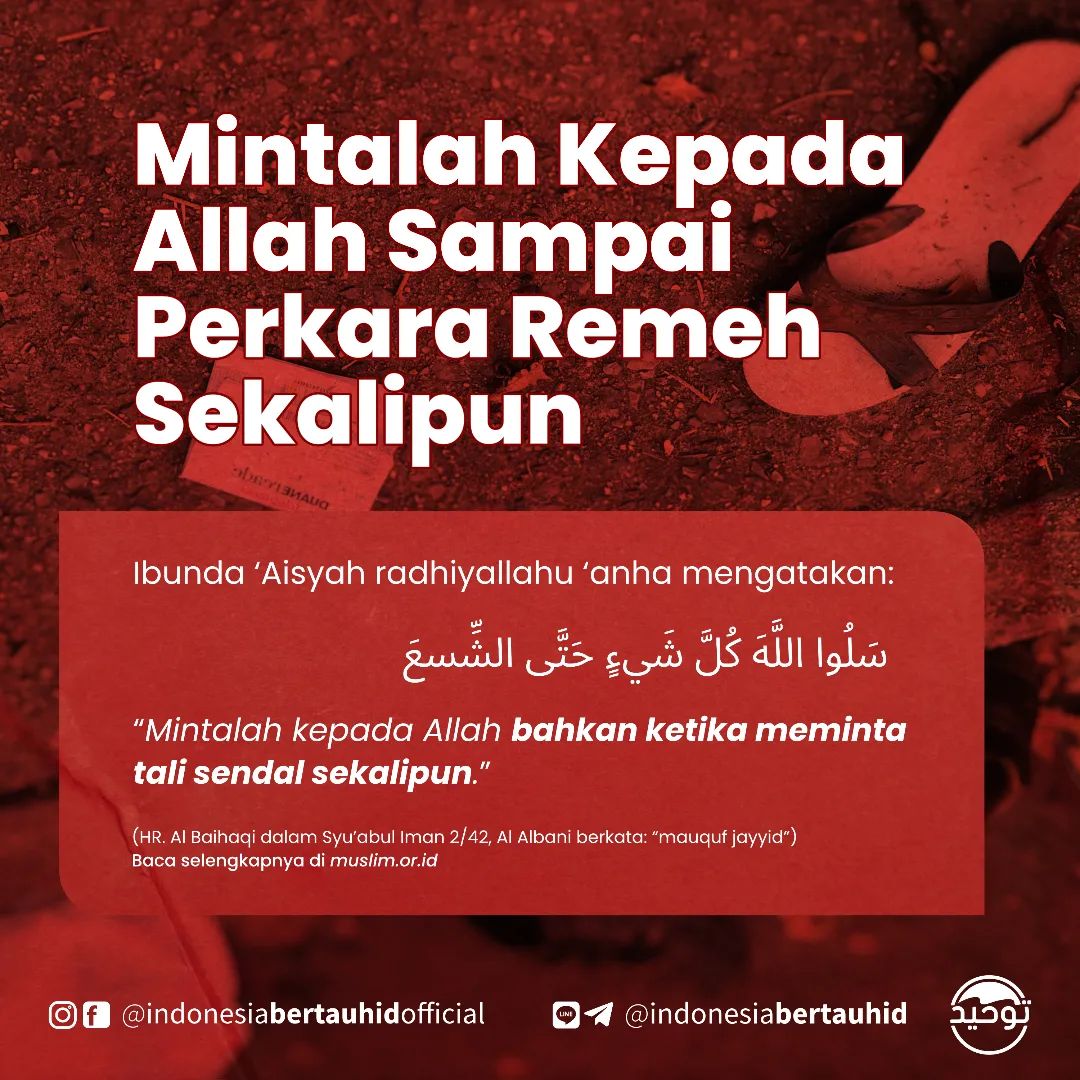 Mintalah Kepada
Allah Sampai
Perkara Remeh
Sekalipun
Ibunda ‘Aisyah radhiyallahu ‘anha mengatakan:
سَلُوا اللَّهَ كُلَّ شَيءٍ حَتَّى الشِّسعَ
“Mintalah kepada Allah bahkan ketika meminta
tali sendal sekalipun.”
(HR. Al Baihaqi dalam Syu’abul Iman 2/42, Al Albani berkata: “mauquf jayyid”)
Baca selengkapnya di muslim.or.id
@indonesiabertauhidofficial
LINE
@indonesiabertauhid
توحيد